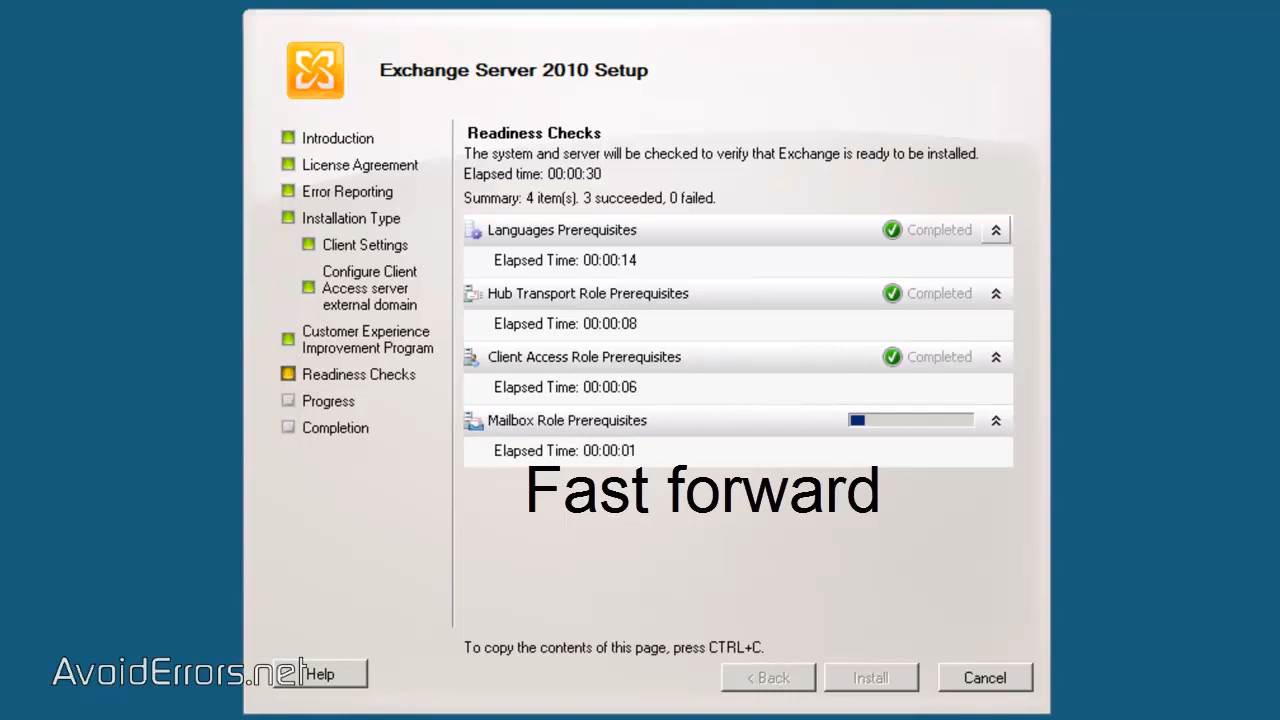 Exchange Server 2010 Setup
Introduction
License Agreement
Error Reporting
Installation Type
Client Settings
Configure Client
Access server
external domain
Customer Experience
Improvement Program
Readiness Checks
Progress
Completion
Readiness Checks
The system and server will be checked to verify that Exchange is ready to be installed.
Elapsed time: 00:00:30
Summary: 4 item(s). 3 succeeded, 0 failed.
Languages Prerequisites Completed
Elapsed Time: 00:00:14
Hub Transport Role Prerequisites Completed
Elapsed Time: 00:00:08
Client Access Role Prerequisites Completed
Elapsed Time: 00:00:06
Mailbox Role Prerequisites
Elapsed Time: 00:00:01
Fast forward
To copy the contents of this page, press CTRL+C.
AvoidErrors.net
Help
< Back Install Cancel